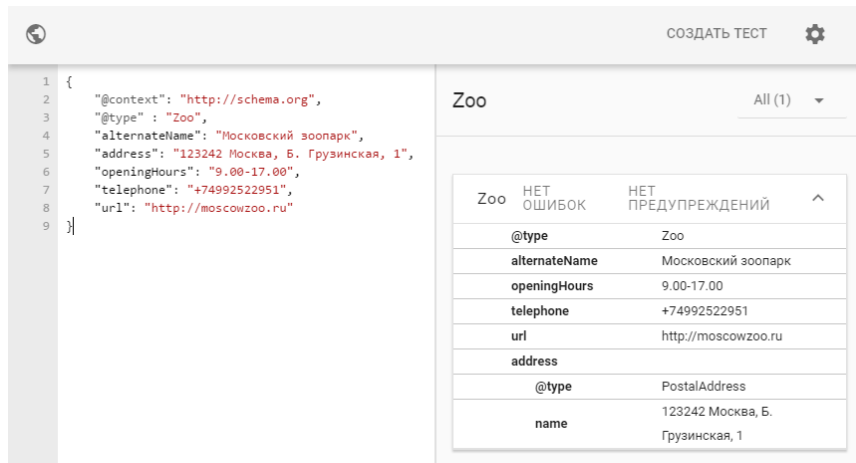 СОЗДАТЬ ТЕСТ
1 {
2 "@context": "http://schema.org",
3 "@type" : "Zoo",
4 "alternateName": "Московский зоопарк",
5 "address": "123242 Москва, Б. Грузинская, 1",
6 "openingHours": "9.00-17.00",
7 "telephone": "+74992522951",
8 "url": "http://moscowzoo.ru"
9 }
Zoo
All (1)
Zoo
НЕТ
ОШИБОК
НЕТ
ПРЕДУПРЕЖДЕНИЙ
@type Zoo
alternateName Московский зоопарк
openingHours 9.00-17.00
telephone +74992522951
url http://moscowzoo.ru
address
@type PostalAddress
name 123242 Москва, Б.
Грузинская, 1